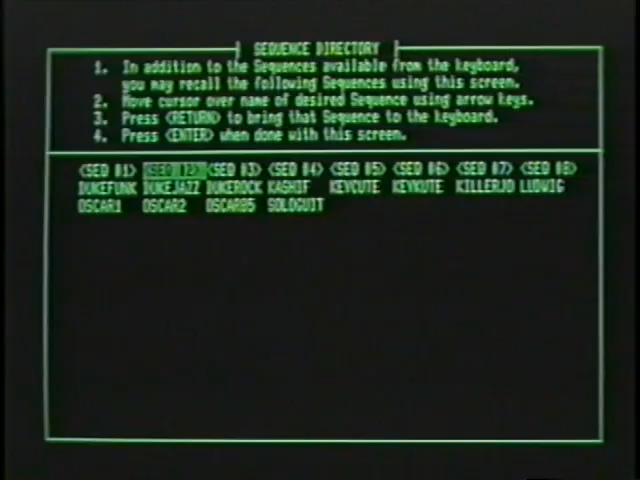 SEQUENCE DIRECTORY
1. In addition to the Sequences available from the keyboard,
you may recall the following Sequences using this screen.
2. Move cursor over name of desired Sequence using arrow keys.
3. Press <RETURN> to bring that Sequence to the keyboard.
4. Press <ENTER> when done with this screen.
<SEQ 01> <SEQ 02> <SEQ 03> <SEQ 04> <SEQ 05> <SEQ 06> <SEQ 07> <SEQ 08>
DUKEFUNK DUKEJAZZ DUKEROCK KASHIF KEYCUTE KEYKUTE KILLERJO LUDWIG
OSCAR1 OSCAR2 OSCAR85 SOLOGUIT